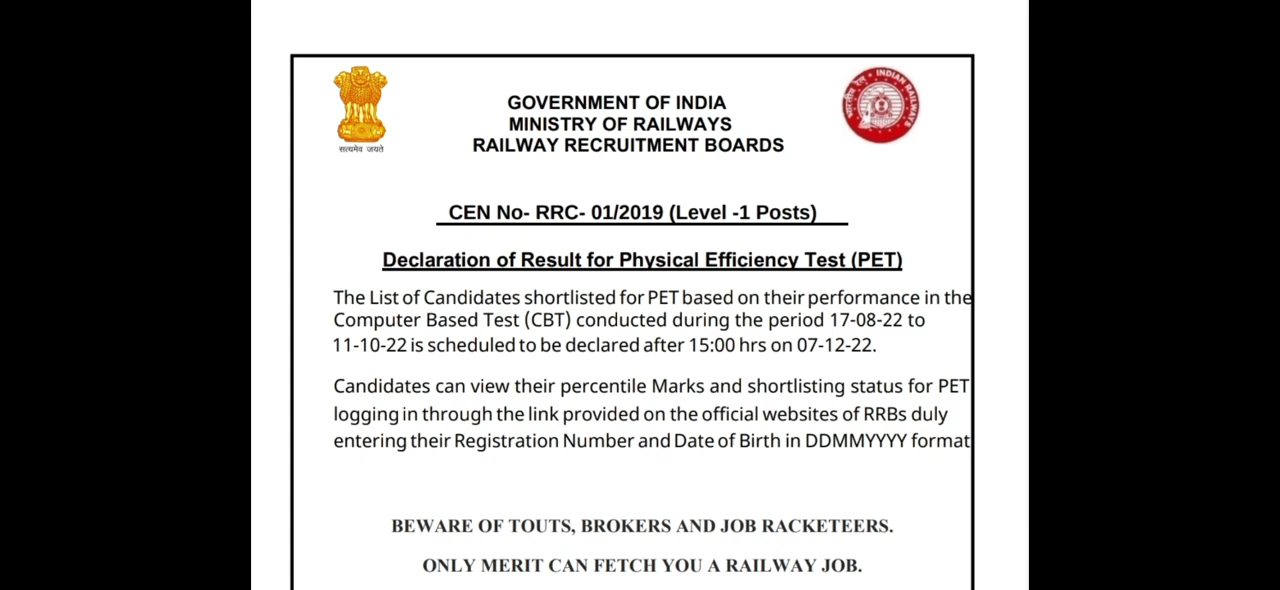 GOVERNMENT OF INDIA
MINISTRY OF RAILWAYS
RAILWAY RECRUITMENT BOARDS
सत्यमेव जयते
भारतीय रेल
INDIAN RAILWAYS
CEN No- RRC- 01/2019 (Level -1 Posts)
Declaration of Result for Physical Efficiency Test (PET)
The List of Candidates shortlisted for PET based on their performance in the
Computer Based Test (CBT) conducted during the period 17-08-22 to
11-10-22 is scheduled to be declared after 15:00 hrs on 07-12-22.
Candidates can view their percentile Marks and shortlisting status for PET
logging in through the link provided on the official websites of RRBs duly
entering their Registration Number and Date of Birth in DDMMYYYY format
BEWARE OF TOUTS, BROKERS AND JOB RACKETEERS.
ONLY MERIT CAN FETCH YOU A RAILWAY JOB.